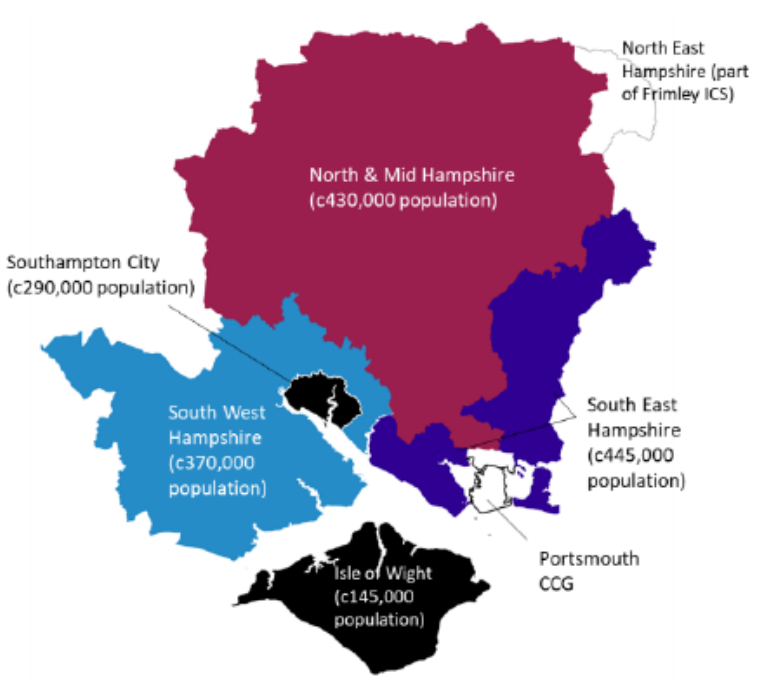 North East
Hampshire (part
of Frimley ICS)
North & Mid Hampshire
(c430,000 population)
Southampton City
(c290,000 population)
South West
Hampshire
(c370,000
population)
South East
Hampshire
(c445,000
population)
Portsmouth
CCG
Isle of Wight
(c145,000
population)